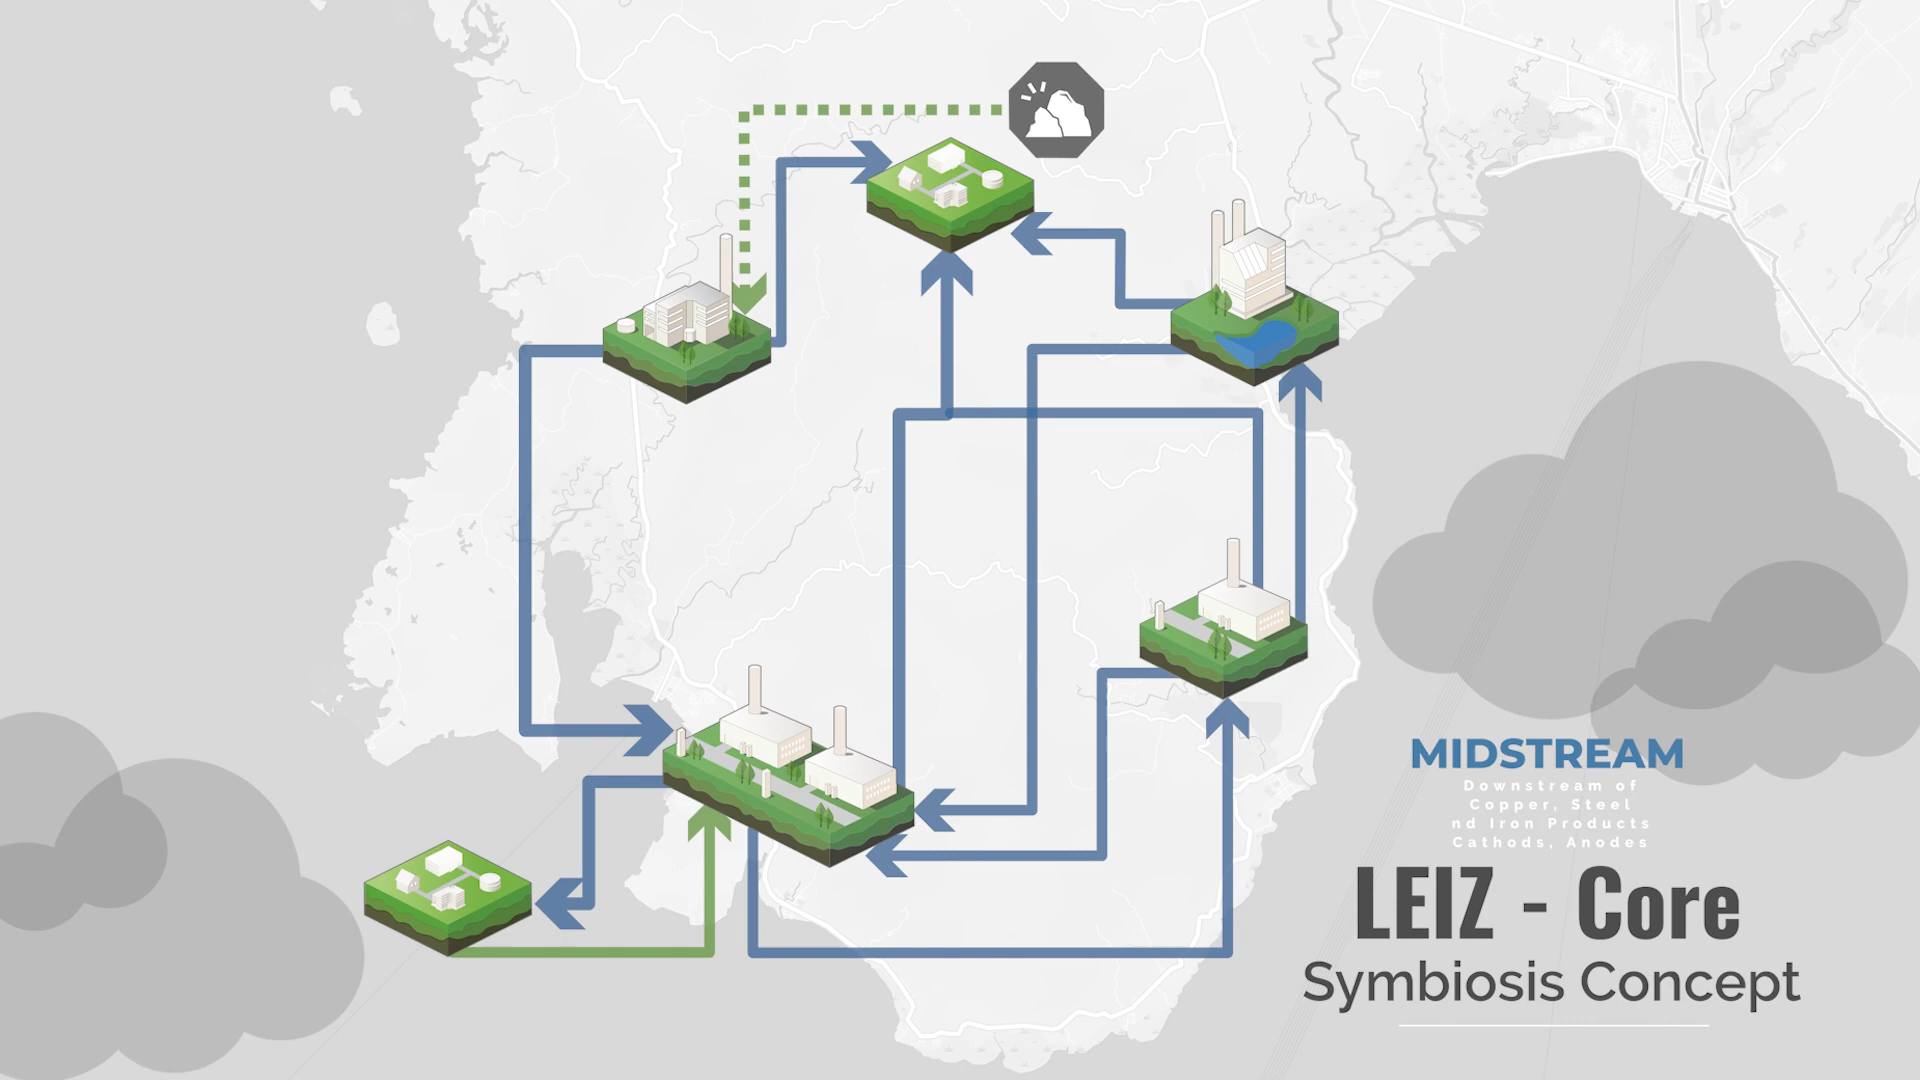 MIDSTREAM
Downstream of
Copper, Steel
nd Iron Products
Cathods, Anodes
LEIZ - Core
Symbiosis Concept